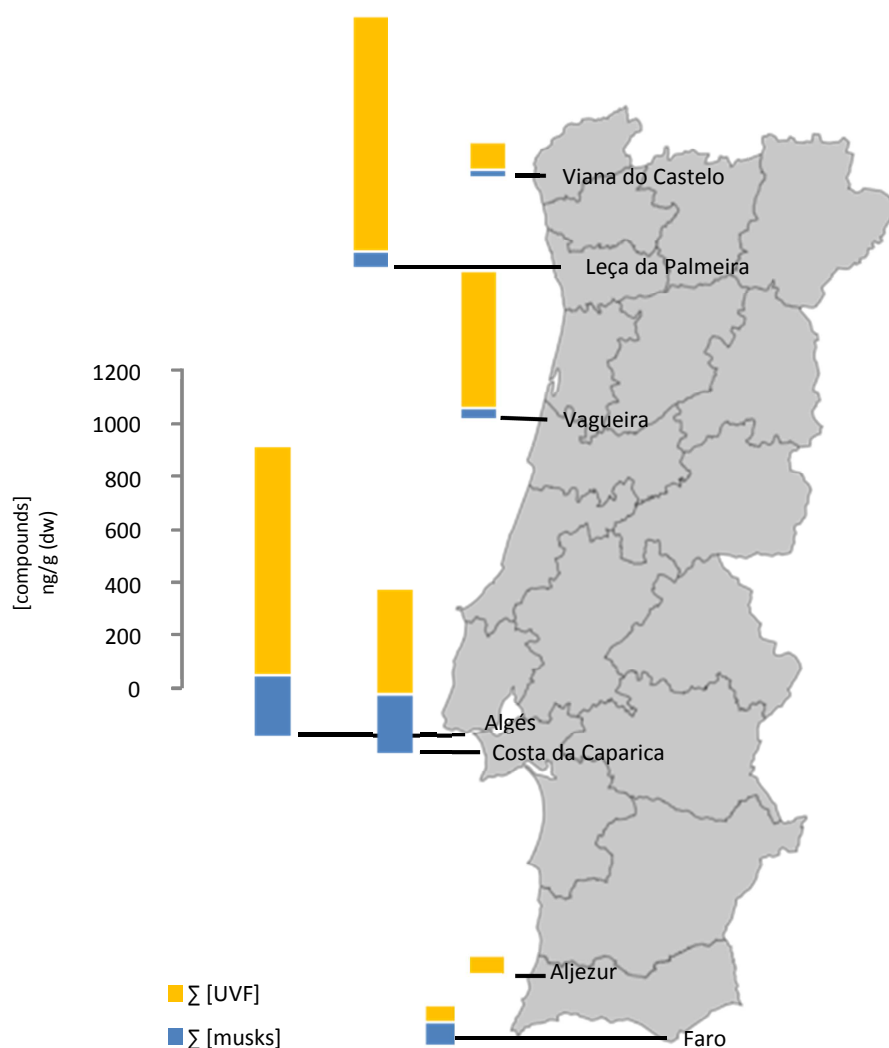 Viana do Castelo
Leça da Palmeira
1200
1000
Vagueira
800
600
400
200
0
[compounds]
ng/g (dw)
Algés
Costa da Caparica
Aljezur
∑ [UVF]
∑ [musks]
Faro